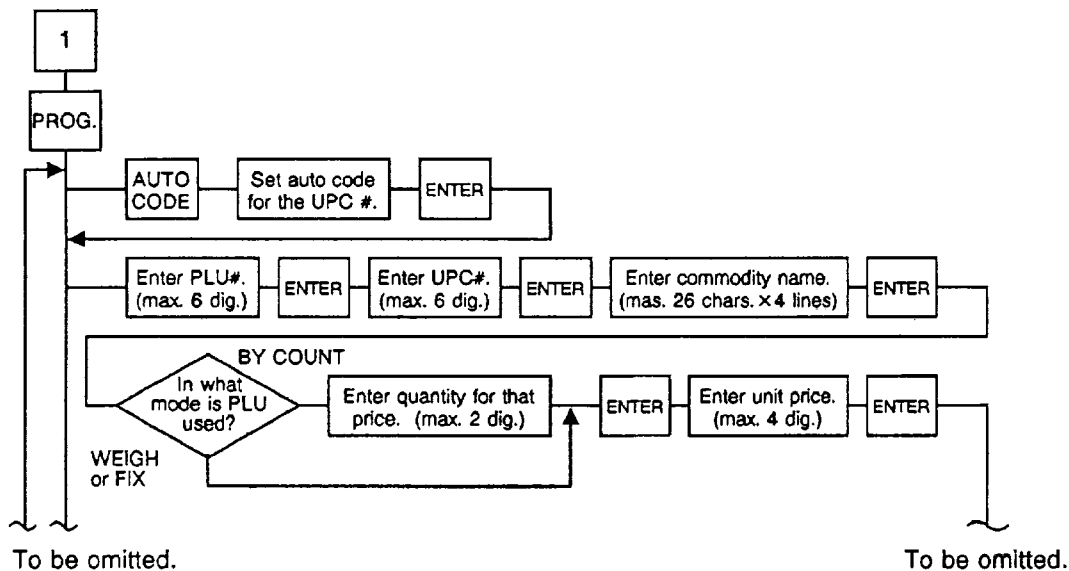 1
PROG.
AUTO
CODE
Set auto code
for the UPC #.
ENTER
Enter PLU#.
(max. 6 dig.)
ENTER
Enter UPC#.
(max. 6 dig.)
ENTER
Enter commodity name.
(mas. 26 chars. ×4 lines)
ENTER
BY COUNT
In what
mode is PLU
used?
Enter quantity for that
price. (max. 2 dig.)
ENTER
Enter unit price.
(max. 4 dig.)
ENTER
WEIGH
or FIX
To be omitted.
To be omitted.